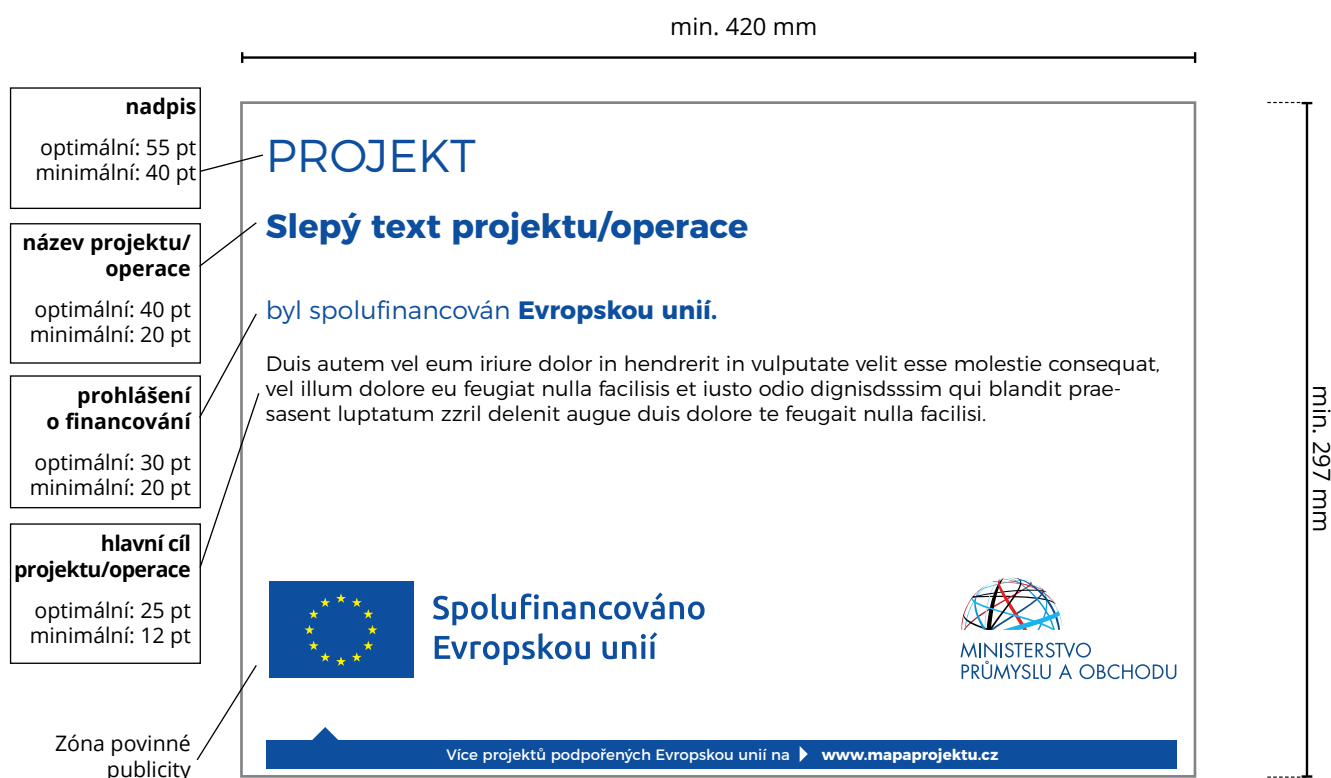 min. 420 mm
nadpis
optimální: 55 pt
minimální: 40 pt
název projektu/
operace
optimální: 40 pt
minimální: 20 pt
prohlášení
o financování
optimální: 30 pt
minimální: 20 pt
hlavní cíl
projektu/operace
optimální: 25 pt
minimální: 12 pt
Zóna povinné
publicity
PROJEKT
Slepý text projektu/operace
byl spolufinancován Evropskou unií.
Duis autem vel eum iriure dolor in hendrerit in vulputate velit esse molestie consequat,
vel illum dolore eu feugiat nulla facilisis et iusto odio dignisdsssim qui blandit prae-
sasent luptatum zzril delenit augue duis dolore te feugait nulla facilisi.
Spolufinancováno
Evropskou unií
MINISTERSTVO
PRŮMYSLU A OBCHODU
Více projektů podpořených Evropskou unií na www.mapaprojektu.cz
min. 297 mm